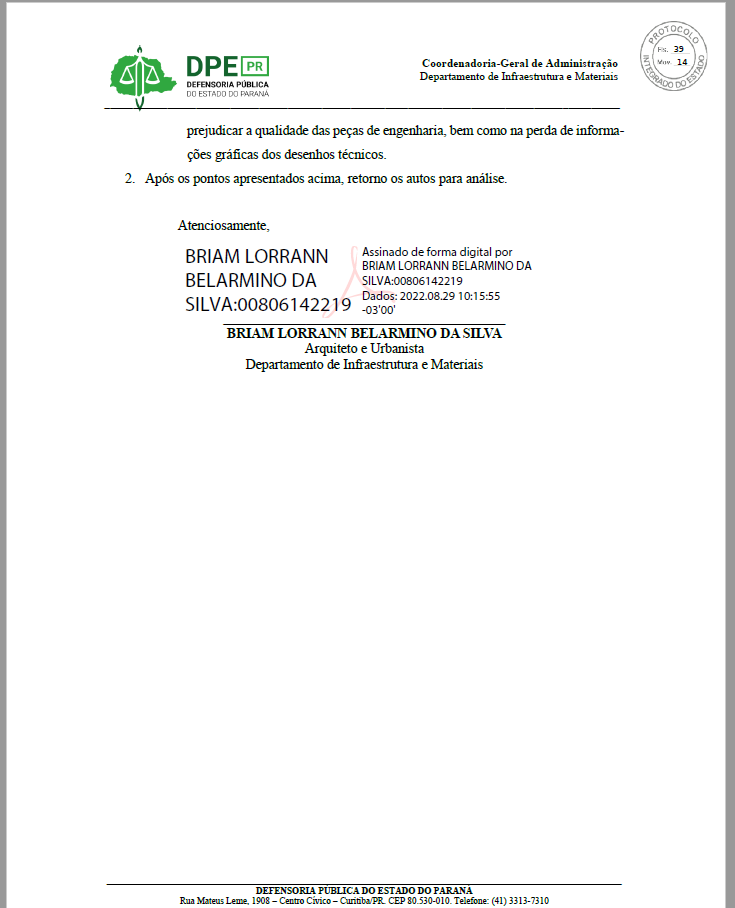 DPE PR
DEFENSORIA PÚBLICA
DO ESTADO DO PARANÁ
Coordenadoria-Geral de Administração
Departamento de Infraestrutura e Materiais
PROTOCOLO
Fls. 39
Mov. 14
INTEGRADO DO ESTADO
prejudicar a qualidade das peças de engenharia, bem como na perda de informa-
ções gráficas dos desenhos técnicos.
2. Após os pontos apresentados acima, retorno os autos para análise.
Atenciosamente,
BRIAM LORRANN
BELARMINO DA
SILVA:00806142219
Assinado de forma digital por
BRIAM LORRANN BELARMINO DA
SILVA:00806142219
Dados: 2022.08.29 10:15:55
-03'00'
BRIAM LORRANN BELARMINO DA SILVA
Arquiteto e Urbanista
Departamento de Infraestrutura e Materiais
DEFENSORIA PÚBLICA DO ESTADO DO PARANÁ
Rua Mateus Leme, 1908 – Centro Cívico – Curitiba/PR. CEP 80.530-010. Telefone: (41) 3313-7310